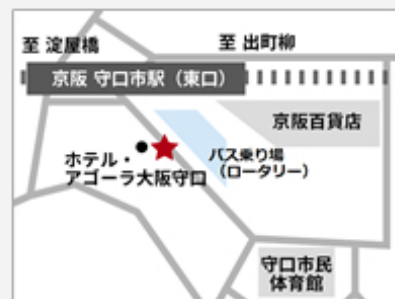 至 淀屋橋
至 出町柳
京阪 守口市駅（東口）
京阪百貨店
バス乗り場
（ロータリー）
ホテル・
アゴーラ大阪守口
守口市民
体育館